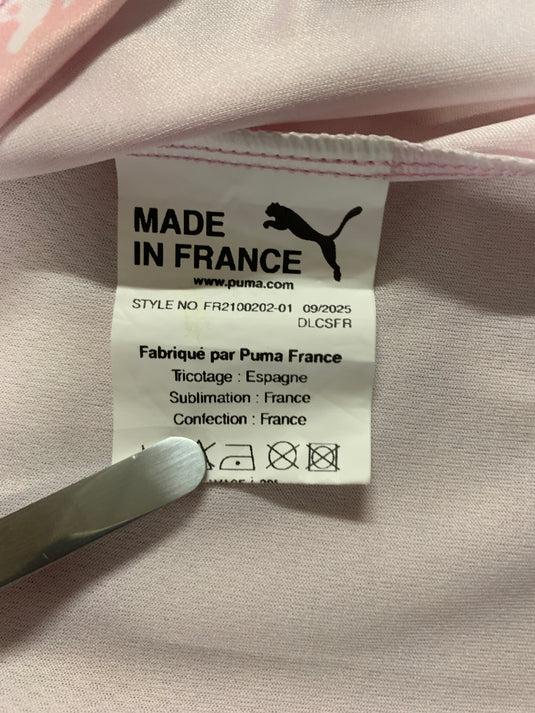 MADE
IN FRANCE
www.puma.com
STYLE NO FR2100202-01 09/2025
DLCSFR
Fabriqué par Puma France
Tricotage : Espagne
Sublimation : France
Confection : France